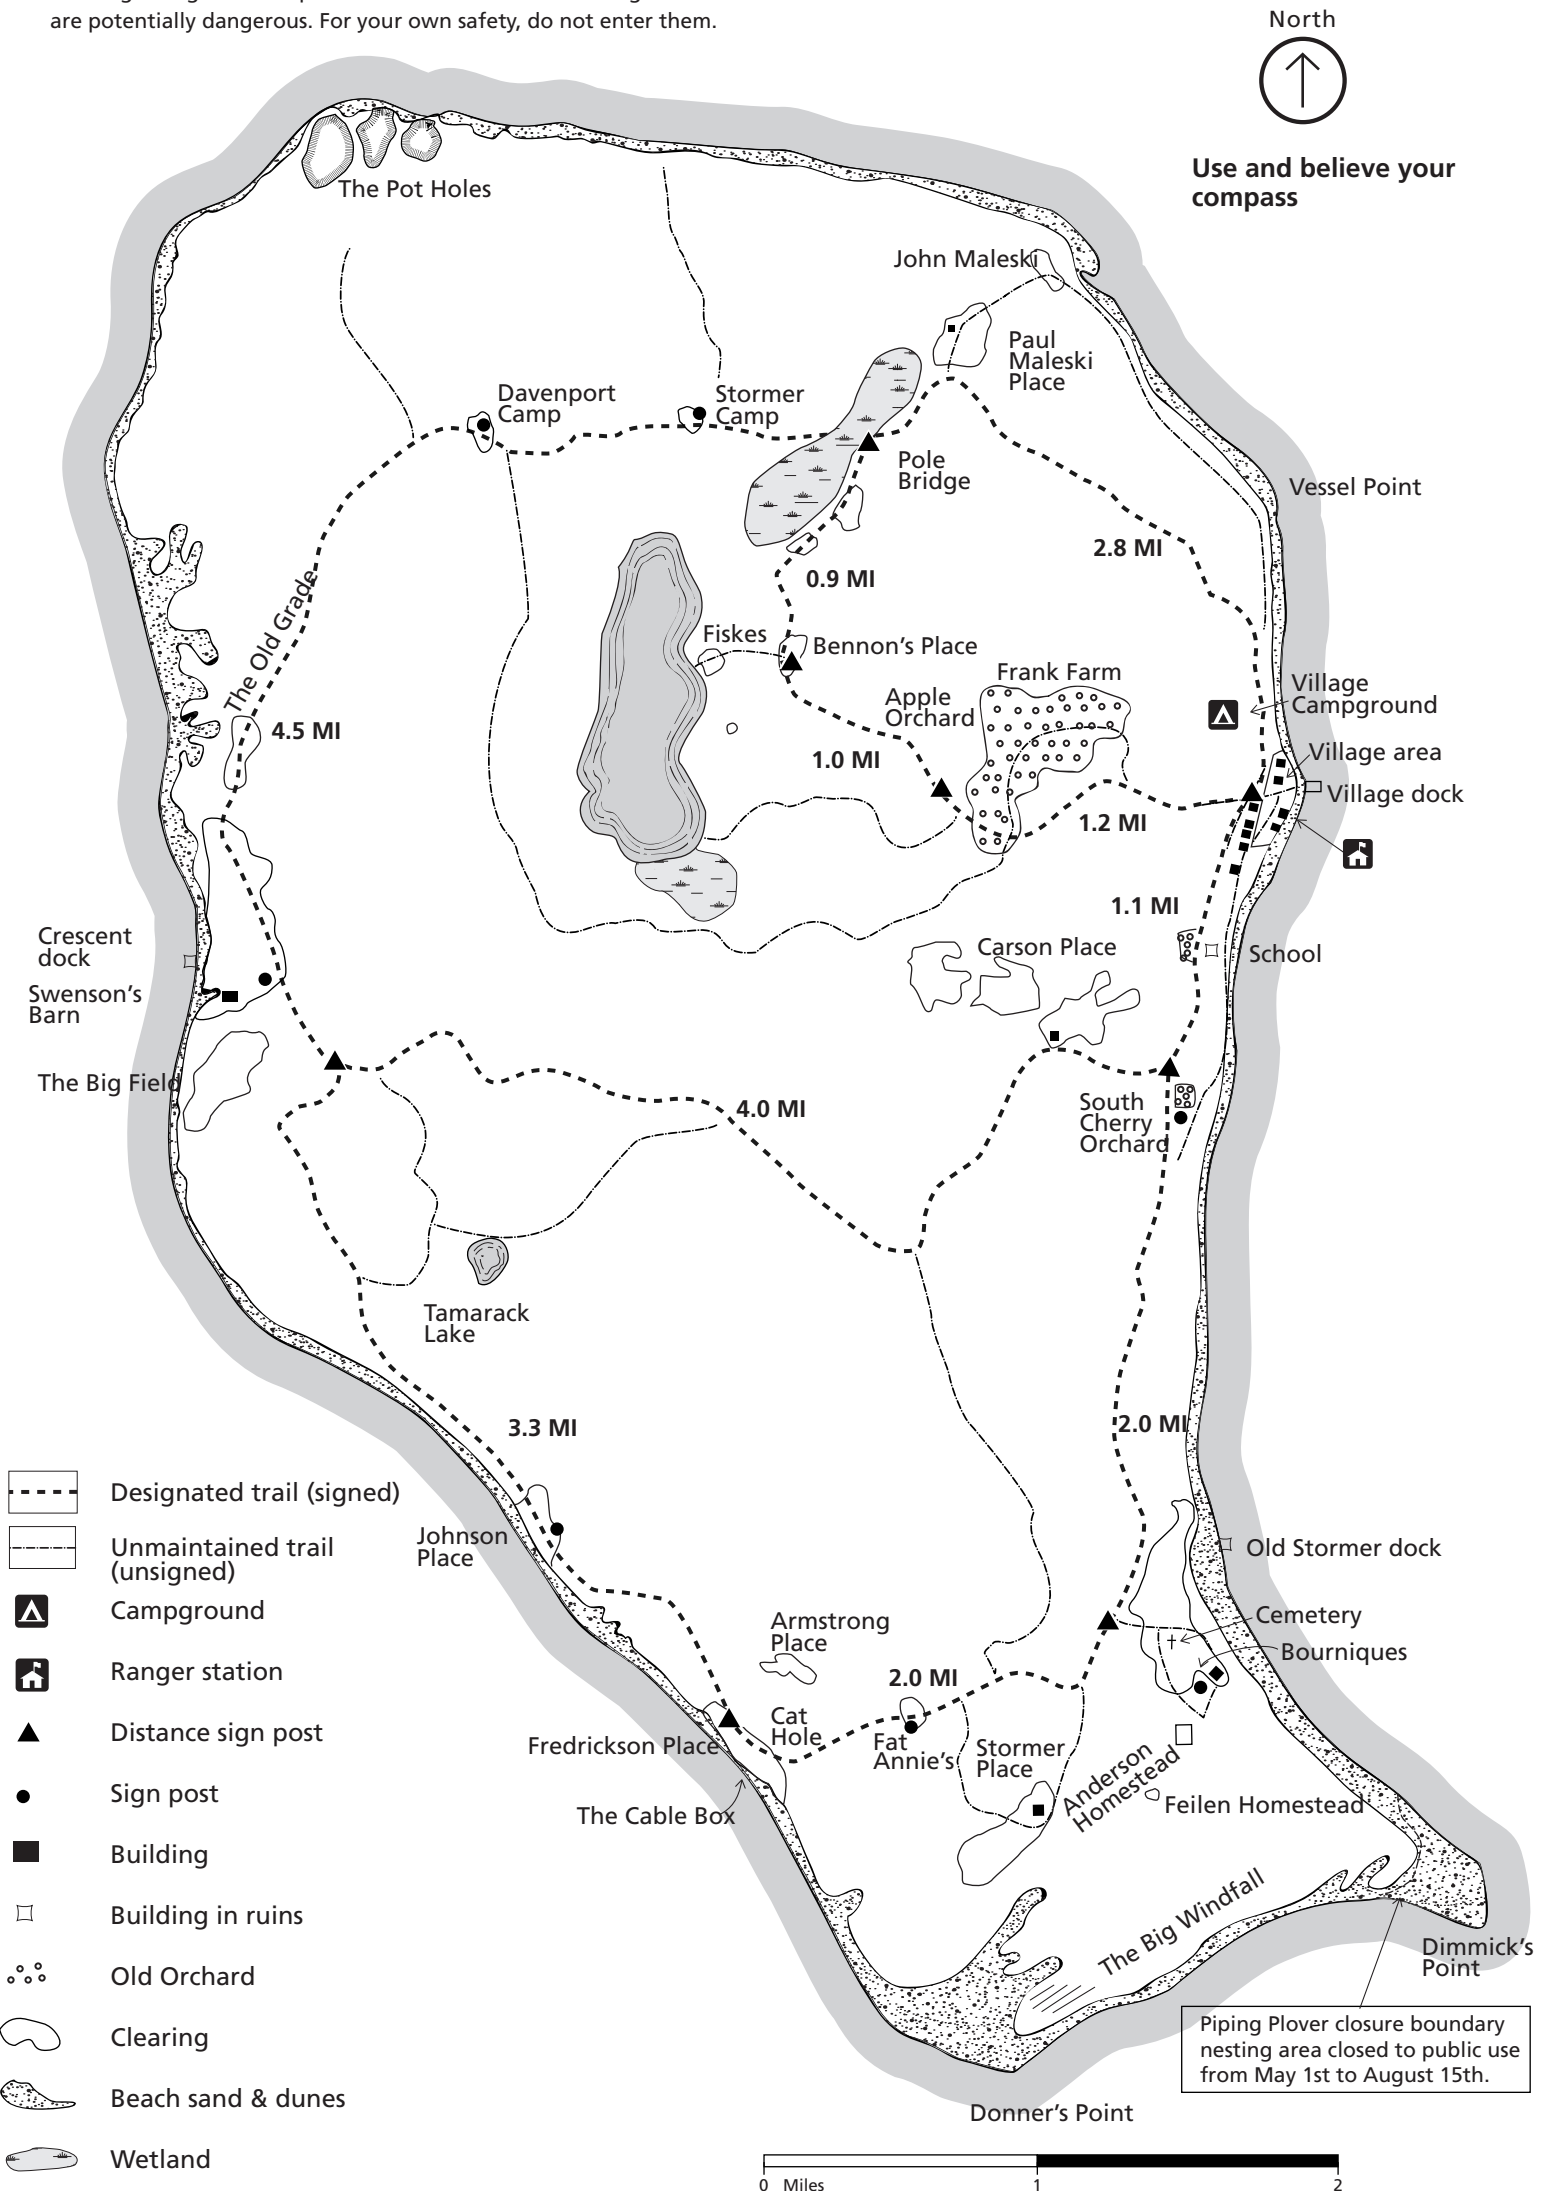 are potentially dangerous. For your own safety, do not enter them.
North
Use and believe your
compass
The Pot Holes
John Maleski
Paul
Maleski
Place
Davenport
Camp
Stormer
Camp
Pole
Bridge
Vessel Point
2.8 MI
0.9 MI
The Old Grade
Fiskes
Bennon's Place
Frank Farm
Apple
Orchard
Village
Campground
4.5 MI
1.0 MI
Village area
Village dock
1.2 MI
1.1 MI
Crescent
dock
Carson Place
School
Swenson's
Barn
The Big Field
4.0 MI
South
Cherry
Orchard
Tamarack
Lake
3.3 MI
2.0 MI
Johnson
Place
Old Stormer dock
Armstrong
Place
Cemetery
Bourniques
2.0 MI
Cat
Hole
Fredrickson Place
Fat
Annie's
Stormer
Place
Anderson
Homestead
Feilen Homestead
The Cable Box
The Big Windfall
Dimmick's
Point
Piping Plover closure boundary
nesting area closed to public use
from May 1st to August 15th.
Donner's Point
Designated trail (signed)
Unmaintained trail
(unsigned)
Campground
Ranger station
Distance sign post
Sign post
Building
Building in ruins
Old Orchard
Clearing
Beach sand & dunes
Wetland
0 Miles 1 2